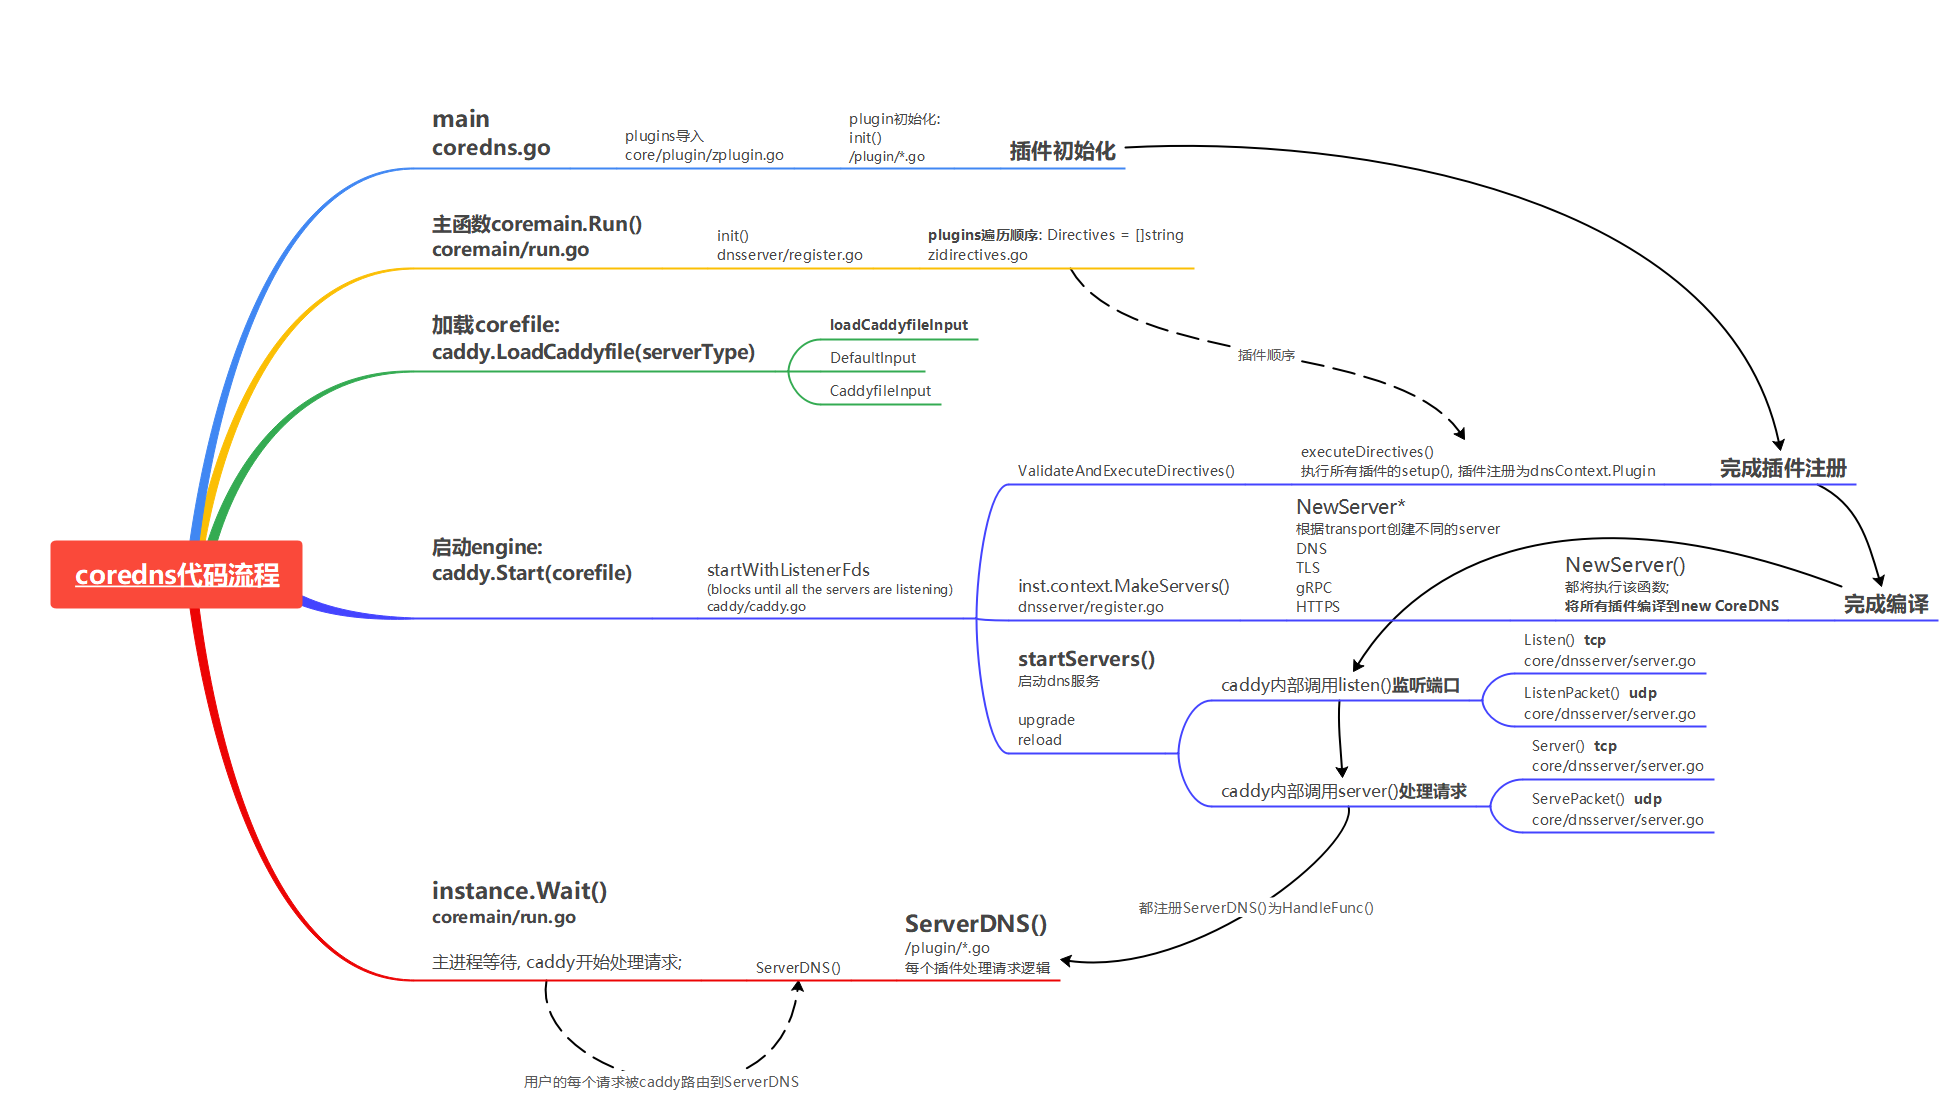 coredns代码流程
main
coredns.go
plugins导入
core/plugin/zplugin.go
plugin初始化:
init()
/plugin/*.go
插件初始化
主函数coremain.Run()
coremain/run.go
init()
dnsserver/register.go
plugins遍历顺序: Directives = []string
zidirectives.go
插件顺序
加载corefile:
caddy.LoadCaddyfile(serverType)
loadCaddyfileInput
DefaultInput
CaddyfileInput
启动engine:
caddy.Start(corefile)
startWithListenerFds
(blocks until all the servers are listening)
caddy/caddy.go
ValidateAndExecuteDirectives()
executeDirectives()
执行所有插件的setup(), 插件注册为dnsContext.Plugin
完成插件注册
inst.context.MakeServers()
dnsserver/register.go
NewServer*
根据transport创建不同的server
DNS
TLS
gRPC
HTTPS
NewServer()
都将执行该函数;
将所有插件编译到new CoreDNS
完成编译
startServers()
启动dns服务
upgrade
reload
caddy内部调用listen()监听端口
Listen() tcp
core/dnsserver/server.go
ListenPacket() udp
core/dnsserver/server.go
caddy内部调用server()处理请求
Server() tcp
core/dnsserver/server.go
ServePacket() udp
core/dnsserver/server.go
都注册ServerDNS()为HandleFunc()
instance.Wait()
coremain/run.go
主进程等待, caddy开始处理请求;
ServerDNS()
ServerDNS()
/plugin/*.go
每个插件处理请求逻辑
用户的每个请求被caddy路由到ServerDNS